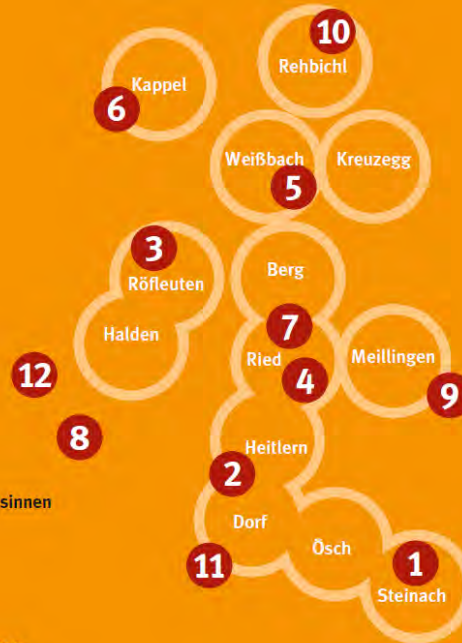 10
Rehbichl
Kappel
6
Weißbach
Kreuzegg
5
3
Berg
Röfleuten
7
Halden
Ried
Meillingen
12
4
9
8
Heitlern
2
sinnen
Dorf
Ösch
11
1
Steinach